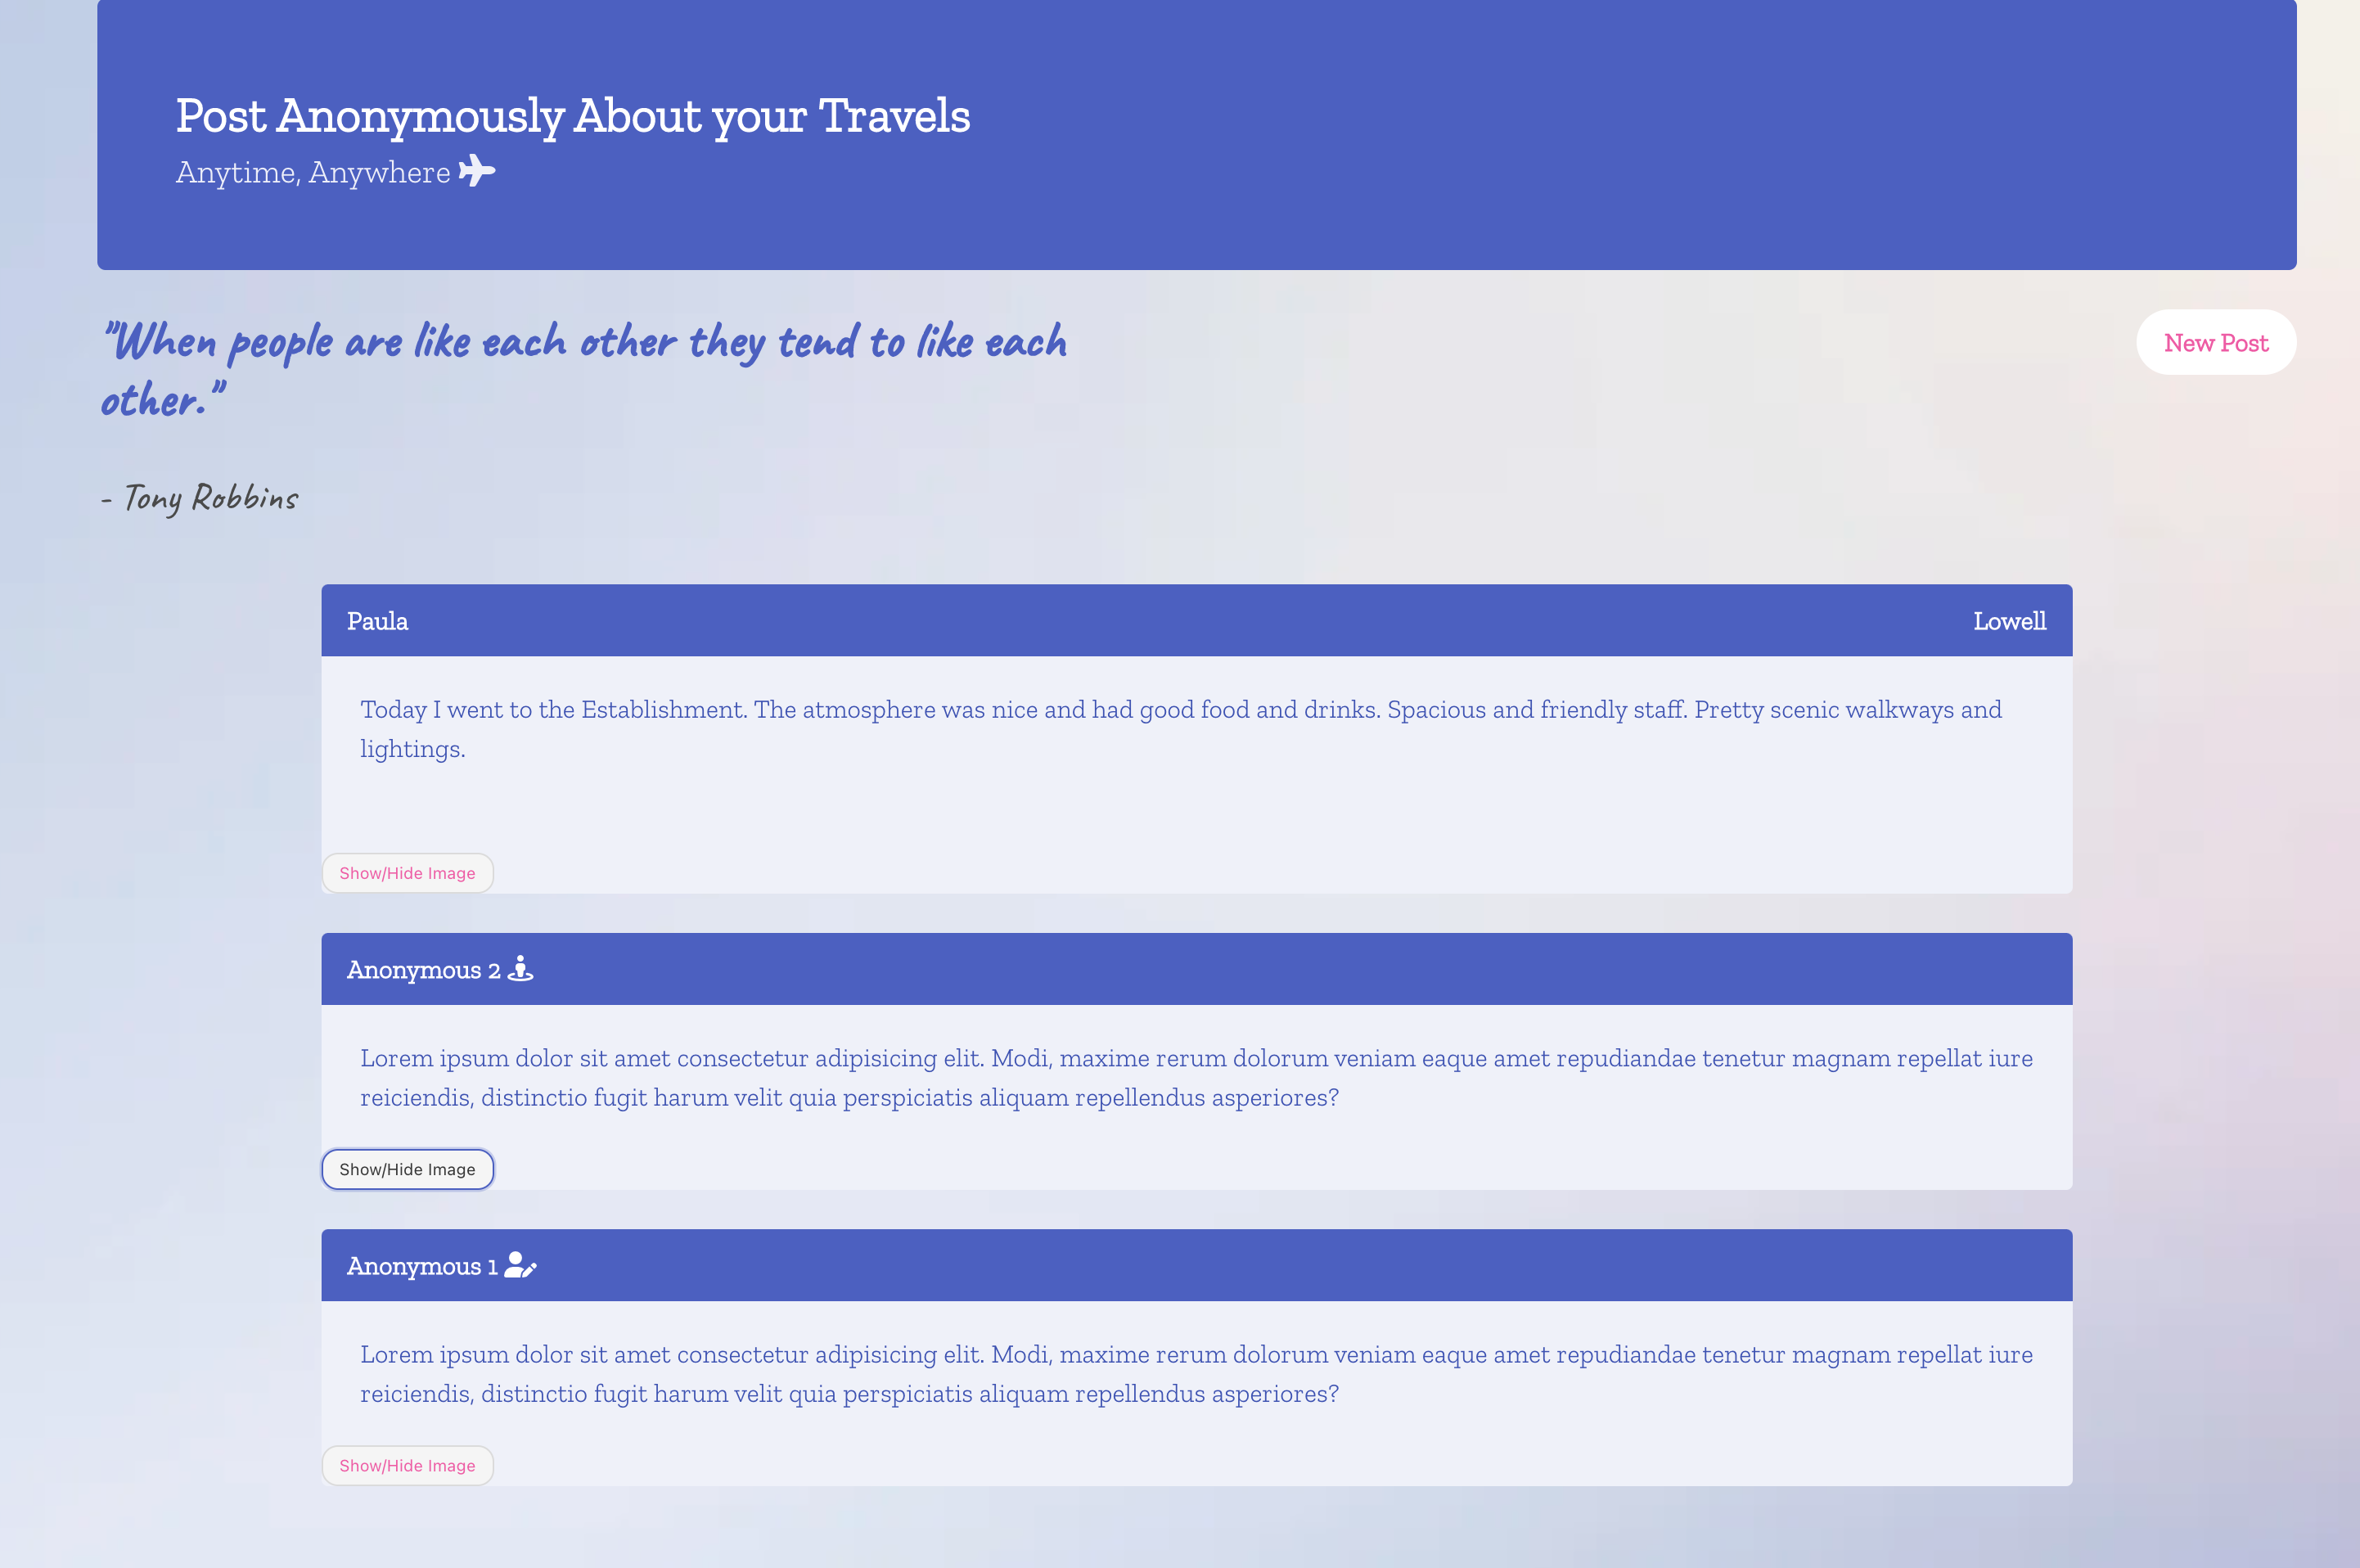 Post Anonymously About your Travels
Anytime, Anywhere
"When people are like each other they tend to like each
other."
New Post
- Tony Robbins
Paula Lowell
Today I went to the Establishment. The atmosphere was nice and had good food and drinks. Spacious and friendly staff. Pretty scenic walkways and
lightings.
Show/Hide Image
Anonymous 2
Lorem ipsum dolor sit amet consectetur adipisicing elit. Modi, maxime rerum dolorum veniam eaque amet repudiandae tenetur magnam repellat iure
reiciendis, distinctio fugit harum velit quia perspiciatis aliquam repellendus asperiores?
Show/Hide Image
Anonymous 1
Lorem ipsum dolor sit amet consectetur adipisicing elit. Modi, maxime rerum dolorum veniam eaque amet repudiandae tenetur magnam repellat iure
reiciendis, distinctio fugit harum velit quia perspiciatis aliquam repellendus asperiores?
Show/Hide Image